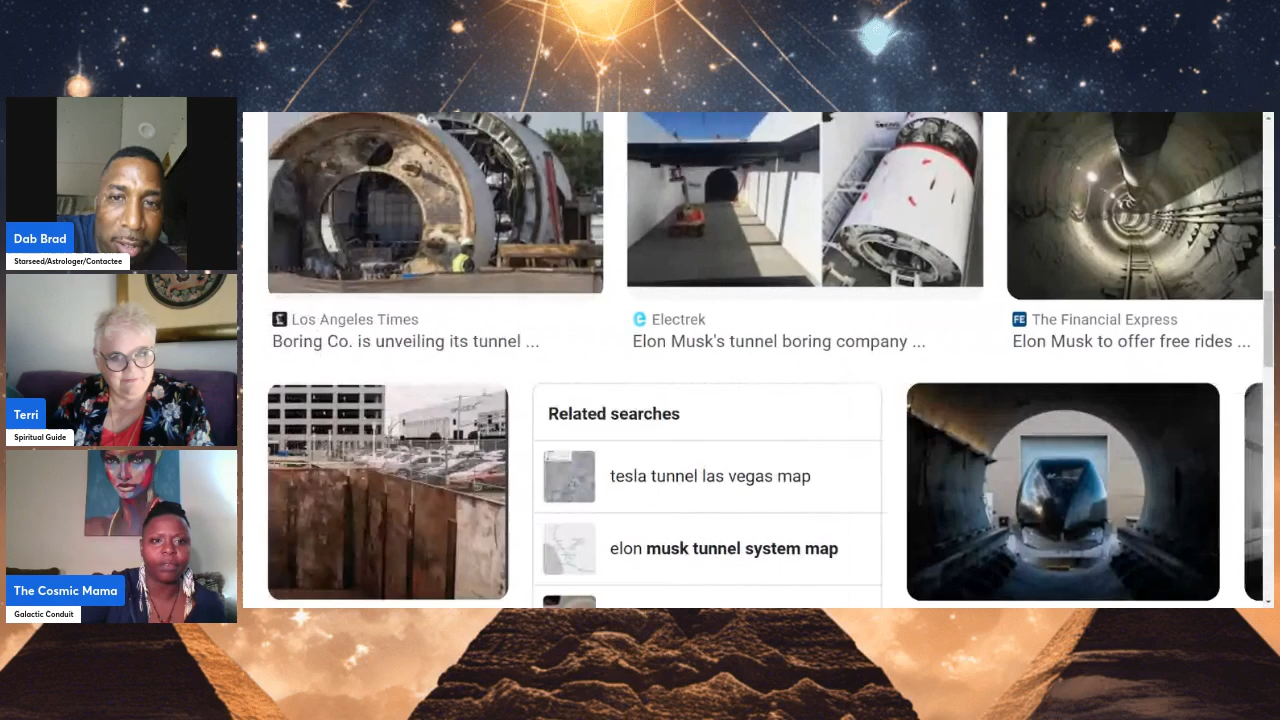 Dab Brad
Starseed/Astrologer/Contactee
Terri
Spiritual Guide
The Cosmic Mama
Galactic Conduit
Los Angeles Times
Boring Co. is unveiling its tunnel ...
Electrek
Elon Musk's tunnel boring company ...
FE The Financial Express
Elon Musk to offer free rides ...
Related searches
tesla tunnel las vegas map
elon musk tunnel system map